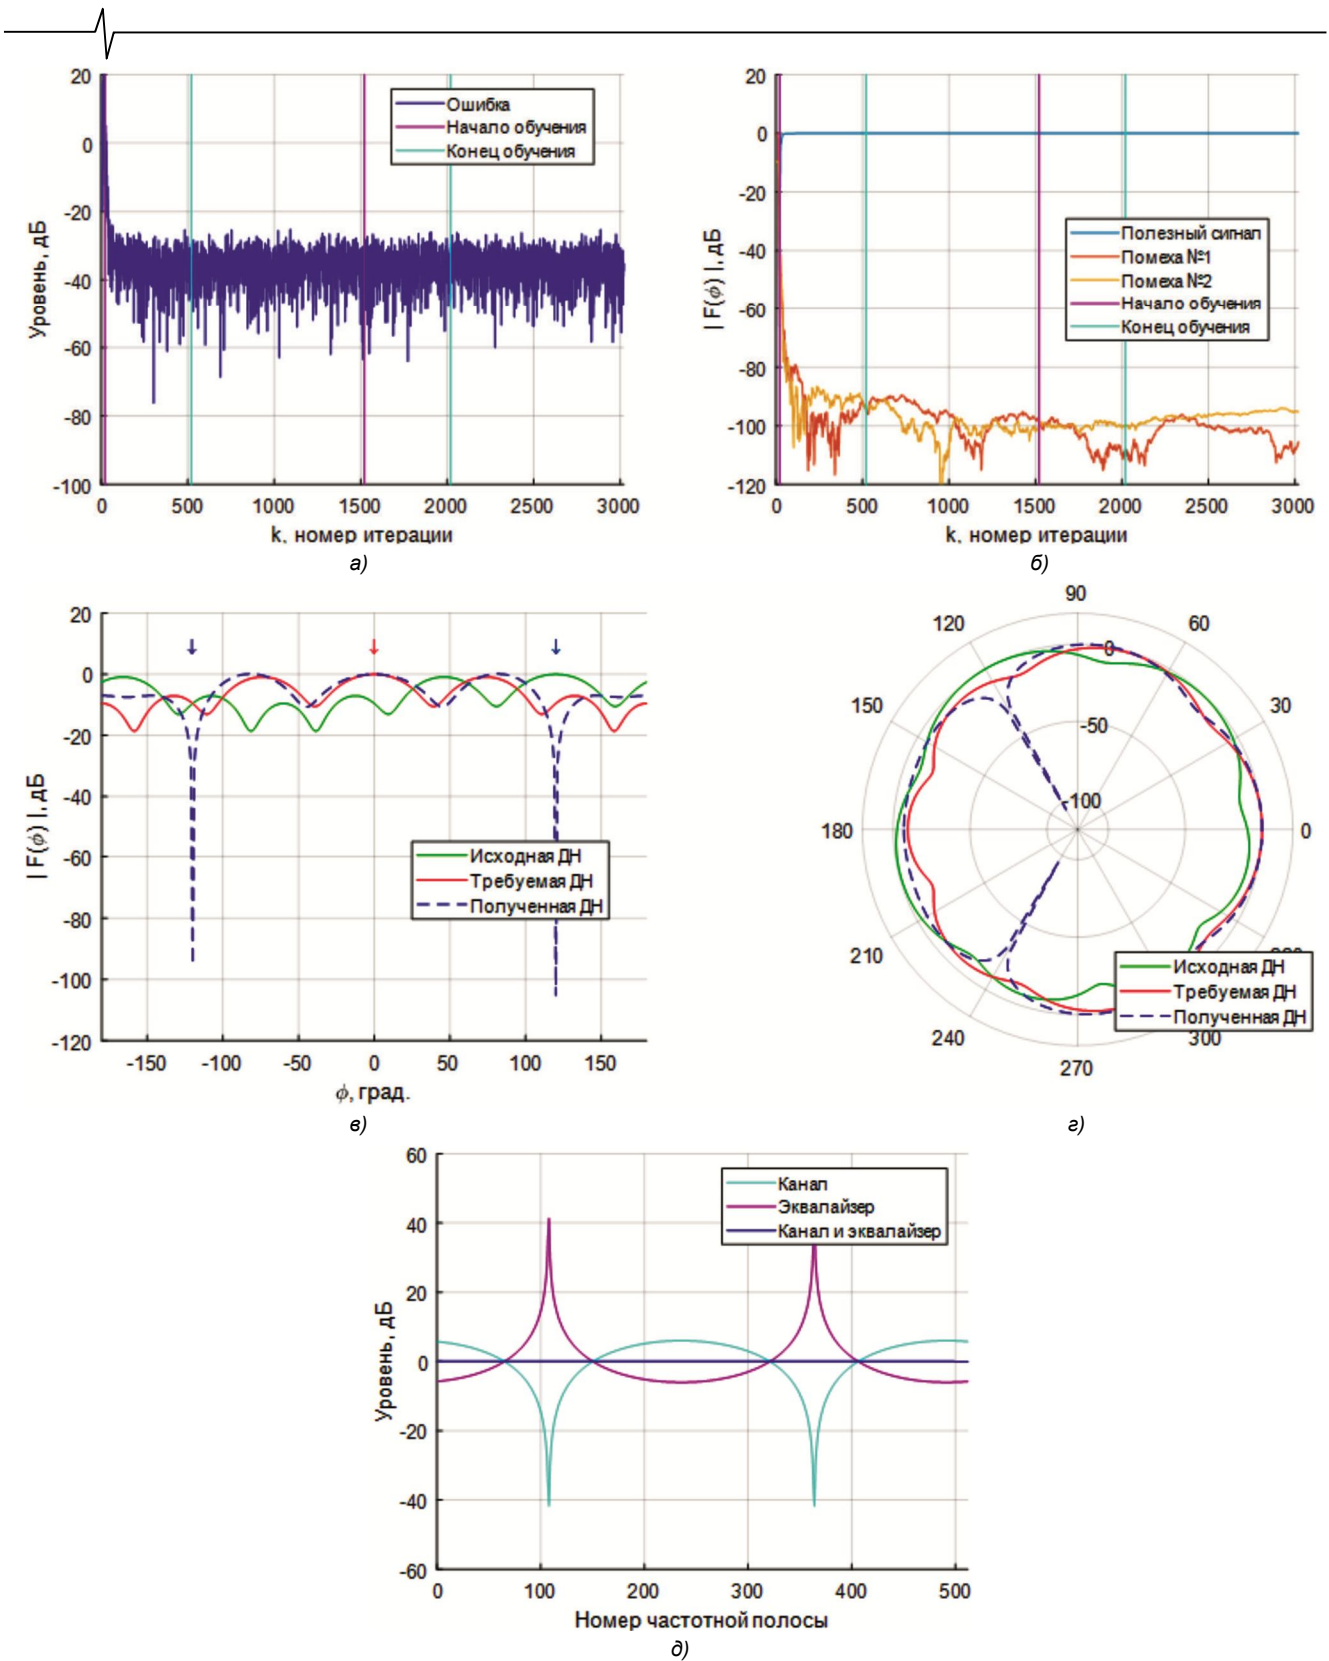 20
0
-20
-40
-60
-80
-100
Уровень, дБ
0 500 1000 1500 2000 2500 3000
k, номер итерации
Ошибка
Начало обучения
Конец обучения
а)
20
0
-20
-40
-60
-80
-100
-120
| F(ϕ) |, дБ
0 500 1000 1500 2000 2500 3000
k, номер итерации
Полезный сигнал
Помеха №1
Помеха №2
Начало обучения
Конец обучения
б)
20
0
-20
-40
-60
-80
-100
-120
| F(ϕ) |, дБ
-150 -100 -50 0 50 100 150
ϕ, град.
Исходная ДН
Требуемая ДН
Полученная ДН
в)
90
120 60
0
150 30
-50
-100
180 0
210
240 300
270
Исходная ДН
Требуемая ДН
Полученная ДН
г)
60
40
20
0
-20
-40
-60
Уровень, дБ
0 100 200 300 400 500
Номер частотной полосы
Канал
Эквалайзер
Канал и эквалайзер
д)